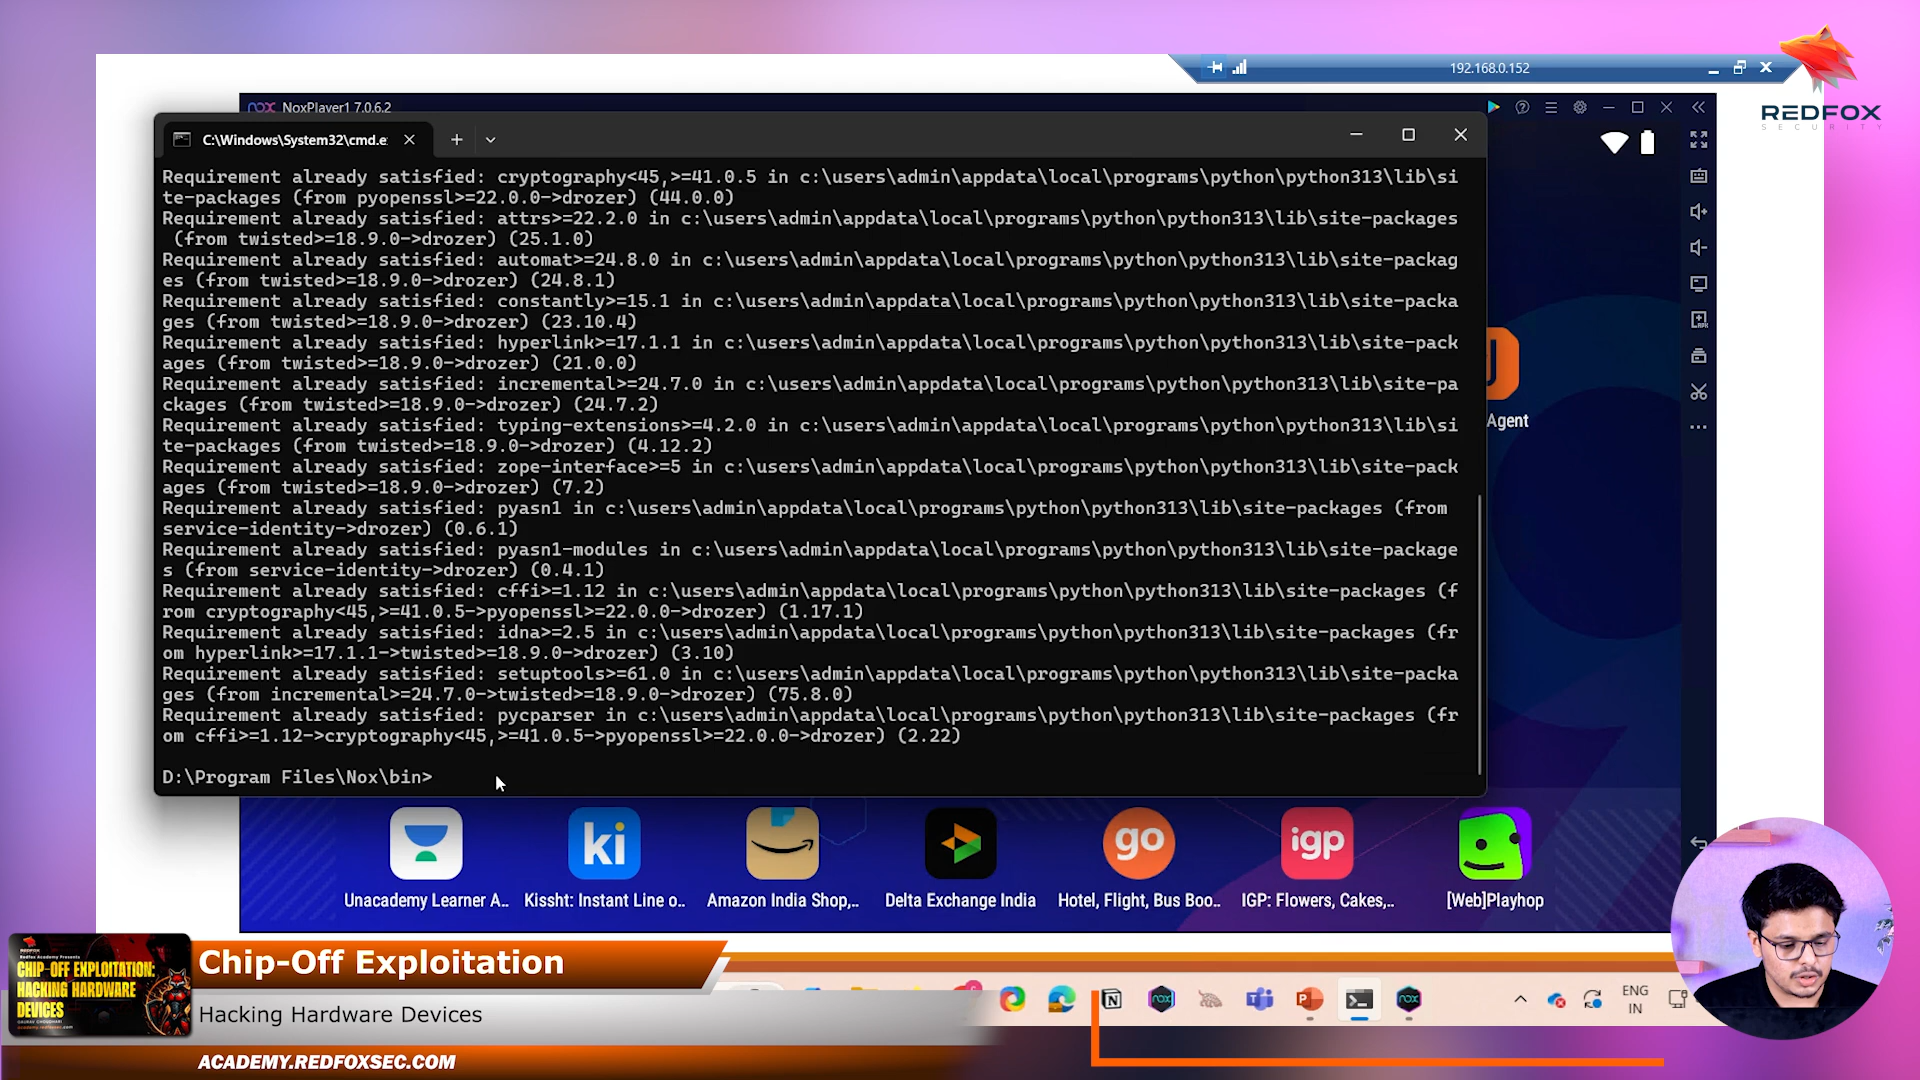 192.168.0.152
REDFOX
SECURITY
nox NoxPlayer1 7.0.6.2
C:\Windows\System32\cmd.e
Requirement already satisfied: cryptography<45,>=41.0.5 in c:\users\admin\appdata\local\programs\python\python313\lib\si
te-packages (from pyopenssl>=22.0.0->drozer) (44.0.0)
Requirement already satisfied: attrs>=22.2.0 in c:\users\admin\appdata\local\programs\python\python313\lib\site-packages
(from twisted>=18.9.0->drozer) (25.1.0)
Requirement already satisfied: automat>=24.8.0 in c:\users\admin\appdata\local\programs\python\python313\lib\site-packag
es (from twisted>=18.9.0->drozer) (24.8.1)
Requirement already satisfied: constantly>=15.1 in c:\users\admin\appdata\local\programs\python\python313\lib\site-packa
ges (from twisted>=18.9.0->drozer) (23.10.4)
Requirement already satisfied: hyperlink>=17.1.1 in c:\users\admin\appdata\local\programs\python\python313\lib\site-pack
ages (from twisted>=18.9.0->drozer) (21.0.0)
Requirement already satisfied: incremental>=24.7.0 in c:\users\admin\appdata\local\programs\python\python313\lib\site-pa
ckages (from twisted>=18.9.0->drozer) (24.7.2)
Requirement already satisfied: typing-extensions>=4.2.0 in c:\users\admin\appdata\local\programs\python\python313\lib\si
te-packages (from twisted>=18.9.0->drozer) (4.12.2)
Requirement already satisfied: zope-interface>=5 in c:\users\admin\appdata\local\programs\python\python313\lib\site-pack
ages (from twisted>=18.9.0->drozer) (7.2)
Requirement already satisfied: pyasn1 in c:\users\admin\appdata\local\programs\python\python313\lib\site-packages (from
service-identity->drozer) (0.6.1)
Requirement already satisfied: pyasn1-modules in c:\users\admin\appdata\local\programs\python\python313\lib\site-package
s (from service-identity->drozer) (0.4.1)
Requirement already satisfied: cffi>=1.12 in c:\users\admin\appdata\local\programs\python\python313\lib\site-packages (f
rom cryptography<45,>=41.0.5->pyopenssl>=22.0.0->drozer) (1.17.1)
Requirement already satisfied: idna>=2.5 in c:\users\admin\appdata\local\programs\python\python313\lib\site-packages (fr
om hyperlink>=17.1.1->twisted>=18.9.0->drozer) (3.10)
Requirement already satisfied: setuptools>=61.0 in c:\users\admin\appdata\local\programs\python\python313\lib\site-packa
ges (from incremental>=24.7.0->twisted>=18.9.0->drozer) (75.8.0)
Requirement already satisfied: pycparser in c:\users\admin\appdata\local\programs\python\python313\lib\site-packages (fr
om cffi>=1.12->cryptography<45,>=41.0.5->pyopenssl>=22.0.0->drozer) (2.22)
D:\Program Files\Nox\bin>
Agent
ki
go
igp
Unacademy Learner A..
Kissht: Instant Line o..
Amazon India Shop,..
Delta Exchange India
Hotel, Flight, Bus Boo..
IGP: Flowers, Cakes,..
[Web]Playhop
Redfox Academy Presents
CHIP-OFF EXPLOITATION:
HACKING HARDWARE
DEVICES
Chip-Off Exploitation
Hacking Hardware Devices
ACADEMY.REDFOXSEC.COM
ENG
IN